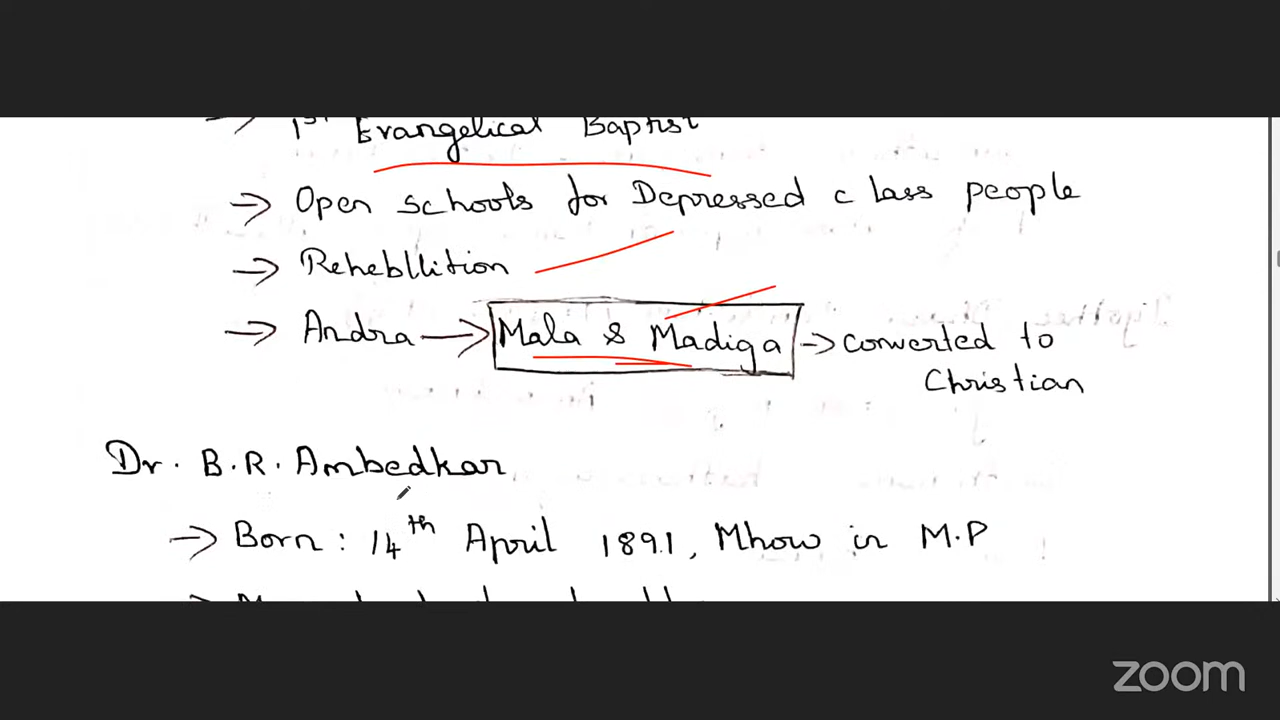 → 1st Evangelical Baptist
→ Open schools for Depressed class people
→ Rehebllition
→ Andra → Mala & Madiga → converted to
Christian
Dr. B.R. Ambedkar
→ Born : 14th April 1891, Mhow in M.P
zoom